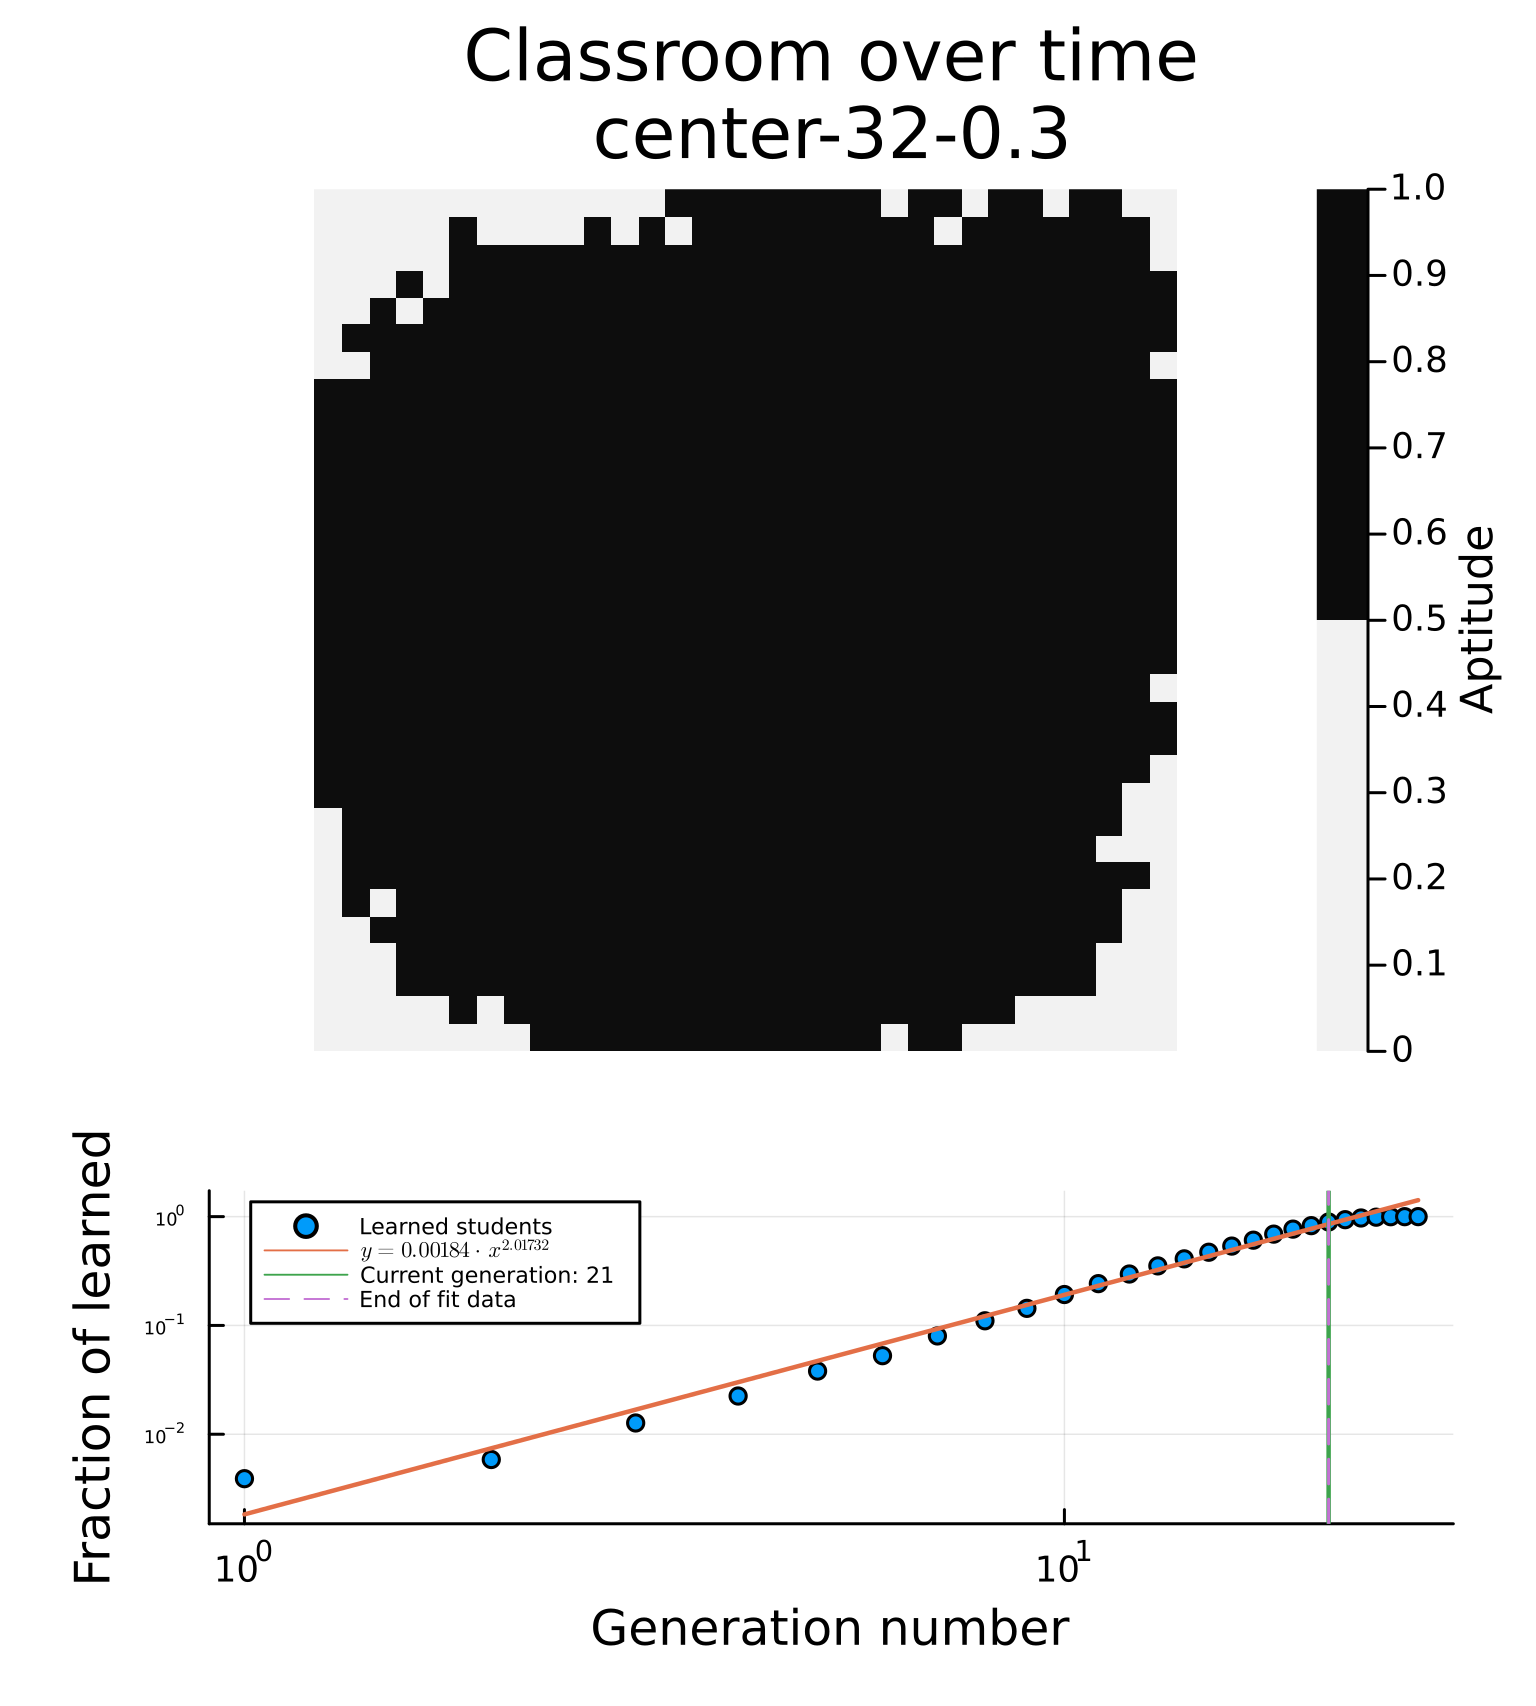 Classroom over time
center-32-0.3
1.0
0.9
0.8
0.7
0.6
0.5
0.4
0.3
0.2
0.1
0
Aptitude
Fraction of learned
10⁰
10⁻¹
10⁻²
Learned students
y = 0.00184 · x^2.01732
Current generation: 21
End of fit data
10⁰
10¹
Generation number